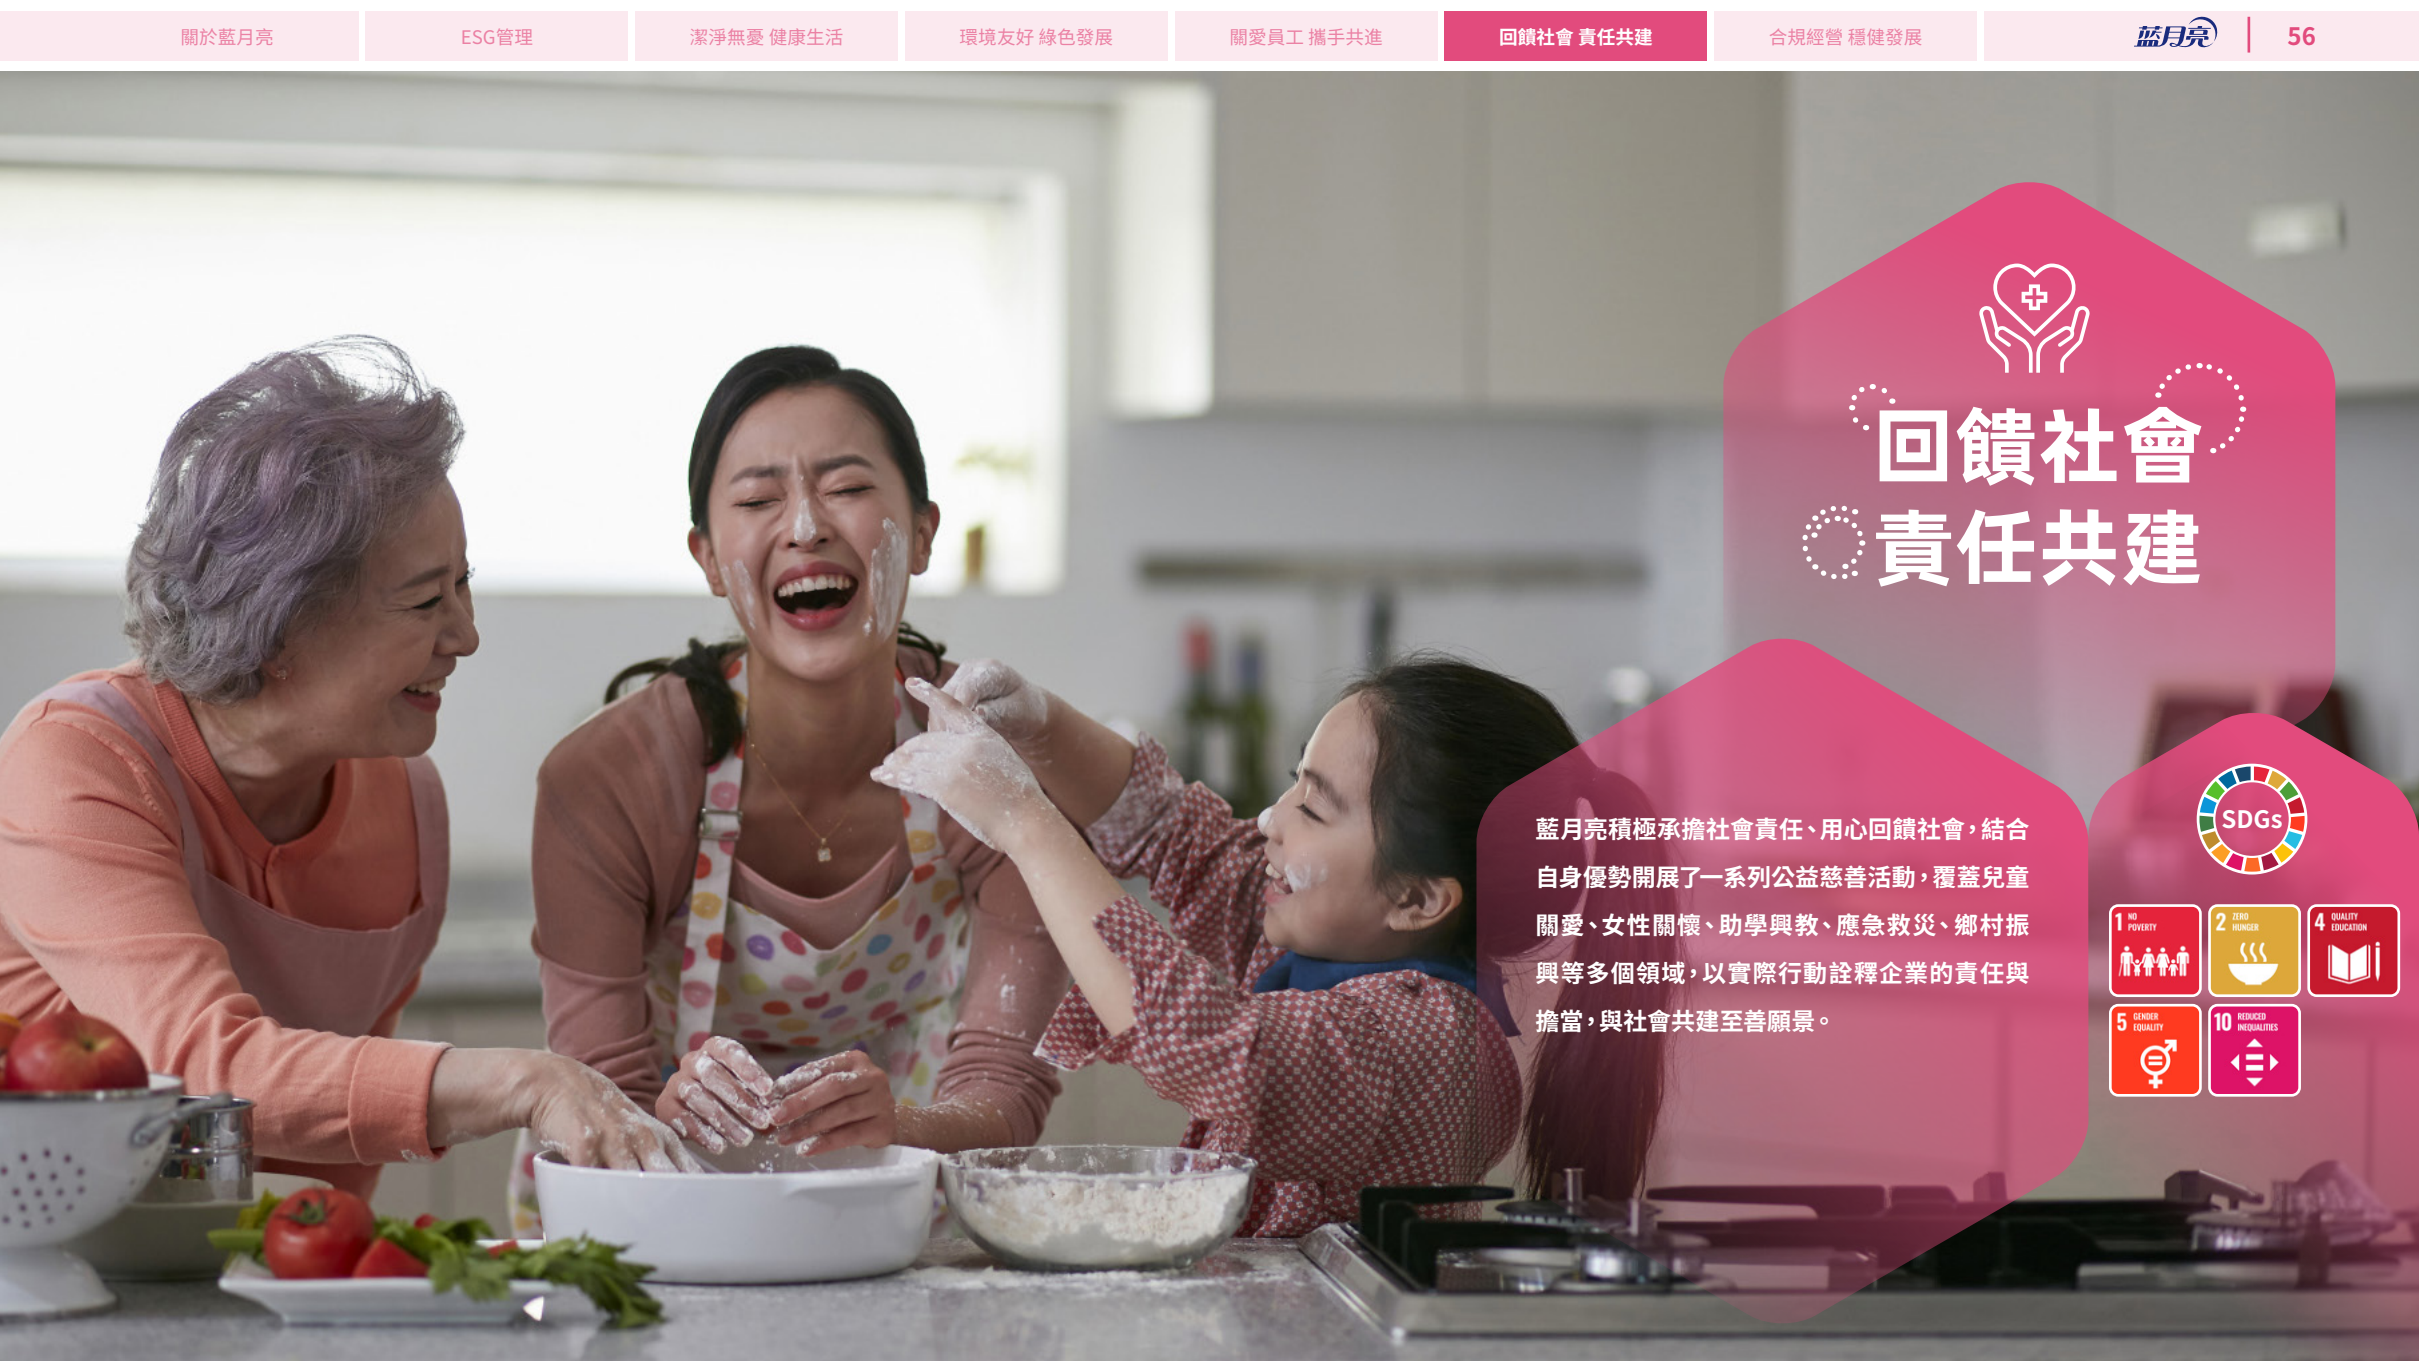 關於藍月亮
ESG管理
潔淨無憂 健康生活
環境友好 綠色發展
關愛員工 攜手共進
回饋社會 責任共建
合規經營 穩健發展
藍月亮
56
回饋社會
責任共建
藍月亮積極承擔社會責任、用心回饋社會，結合
自身優勢開展了一系列公益慈善活動，覆蓋兒童
關愛、女性關懷、助學興教、應急救災、鄉村振
興等多個領域，以實際行動詮釋企業的責任與
擔當，與社會共建至善願景。
SDGs
1 NO
POVERTY
2 ZERO
HUNGER
4 QUALITY
EDUCATION
5 GENDER
EQUALITY
10 REDUCED
INEQUALITIES